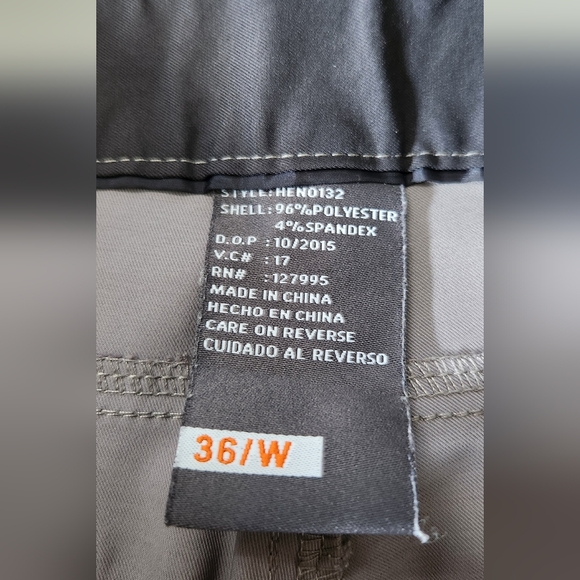 STYLE:HEN0132
SHELL: 96%POLYESTER
4%SPANDEX
D.O.P : 10/2015
V.C# : 17
RN# : 127995
MADE IN CHINA
HECHO EN CHINA
CARE ON REVERSE
CUIDADO AL REVERSO
36/W